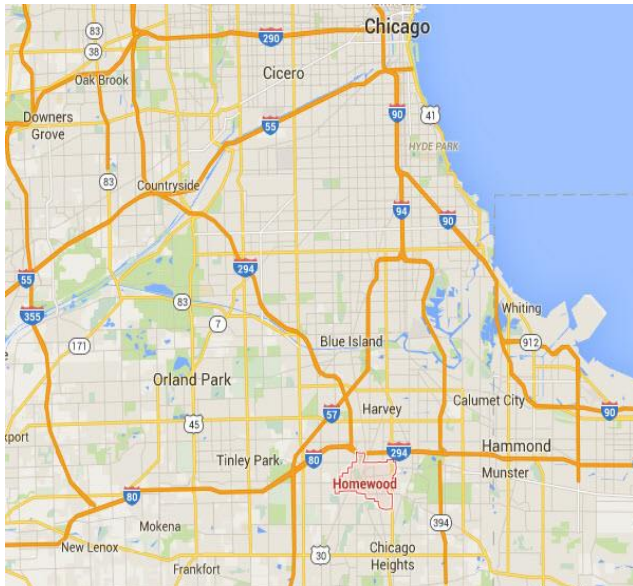 83
Chicago
290
38
Oak Brook
Cicero
Downers
Grove
90
41
55
HYDE PARK
83
Countryside
94
90
294
55
83
Whiting
355
7
912
171
Blue Island
Orland Park
Calumet City
57
Harvey
90
45
Hammond
port
Tinley Park
80
294
Munster
Homewood
80
394
Mokena
New Lenox
30
Chicago
Heights
Frankfort